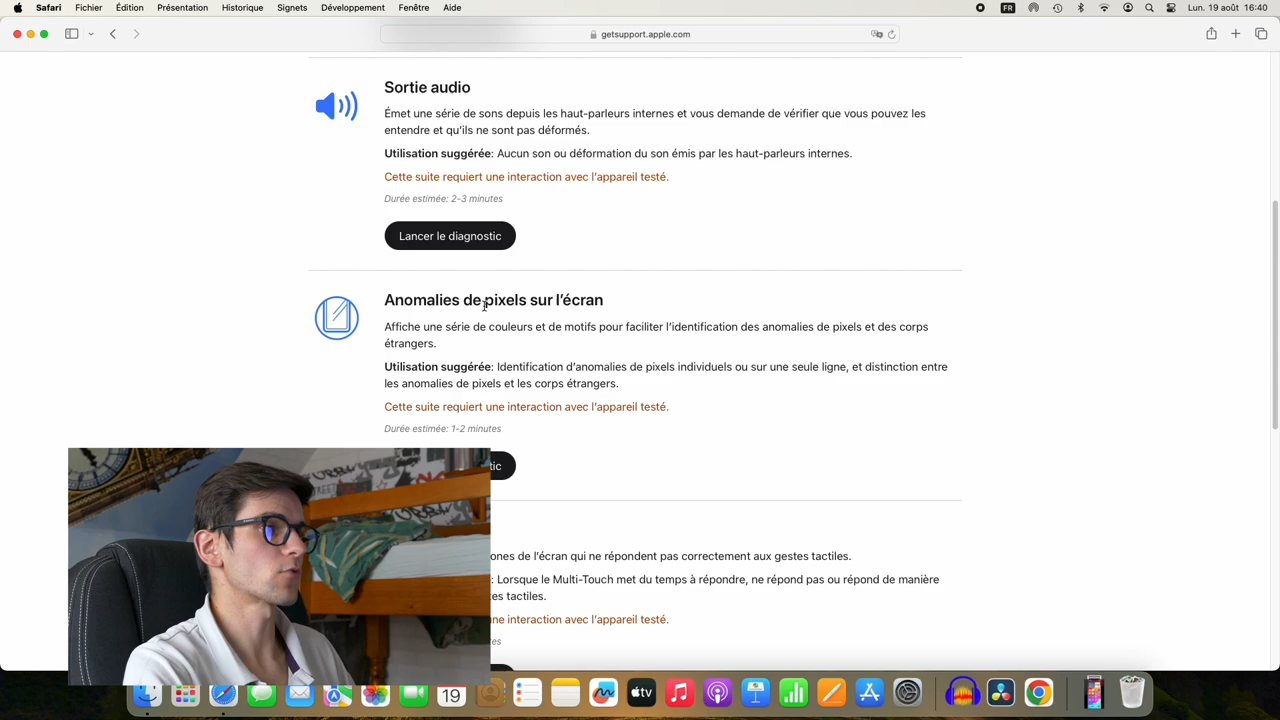 Safari Fichier Édition Présentation Historique Signets Développement Fenêtre Aide FR Lun. 19 août 16:40
getsupport.apple.com
Sortie audio
Émet une série de sons depuis les haut-parleurs internes et vous demande de vérifier que vous pouvez les
entendre et qu'ils ne sont pas déformés.
Utilisation suggérée: Aucun son ou déformation du son émis par les haut-parleurs internes.
Cette suite requiert une interaction avec l'appareil testé.
Durée estimée: 2-3 minutes
Lancer le diagnostic
Anomalies de pixels sur l'écran
Affiche une série de couleurs et de motifs pour faciliter l'identification des anomalies de pixels et des corps
étrangers.
Utilisation suggérée: Identification d'anomalies de pixels individuels ou sur une seule ligne, et distinction entre
les anomalies de pixels et les corps étrangers.
Cette suite requiert une interaction avec l'appareil testé.
Durée estimée: 1-2 minutes
tic
ones de l'écran qui ne répondent pas correctement aux gestes tactiles.
: Lorsque le Multi-Touch met du temps à répondre, ne répond pas ou répond de manière
es tactiles.
ne interaction avec l'appareil testé.
tes
tv
19